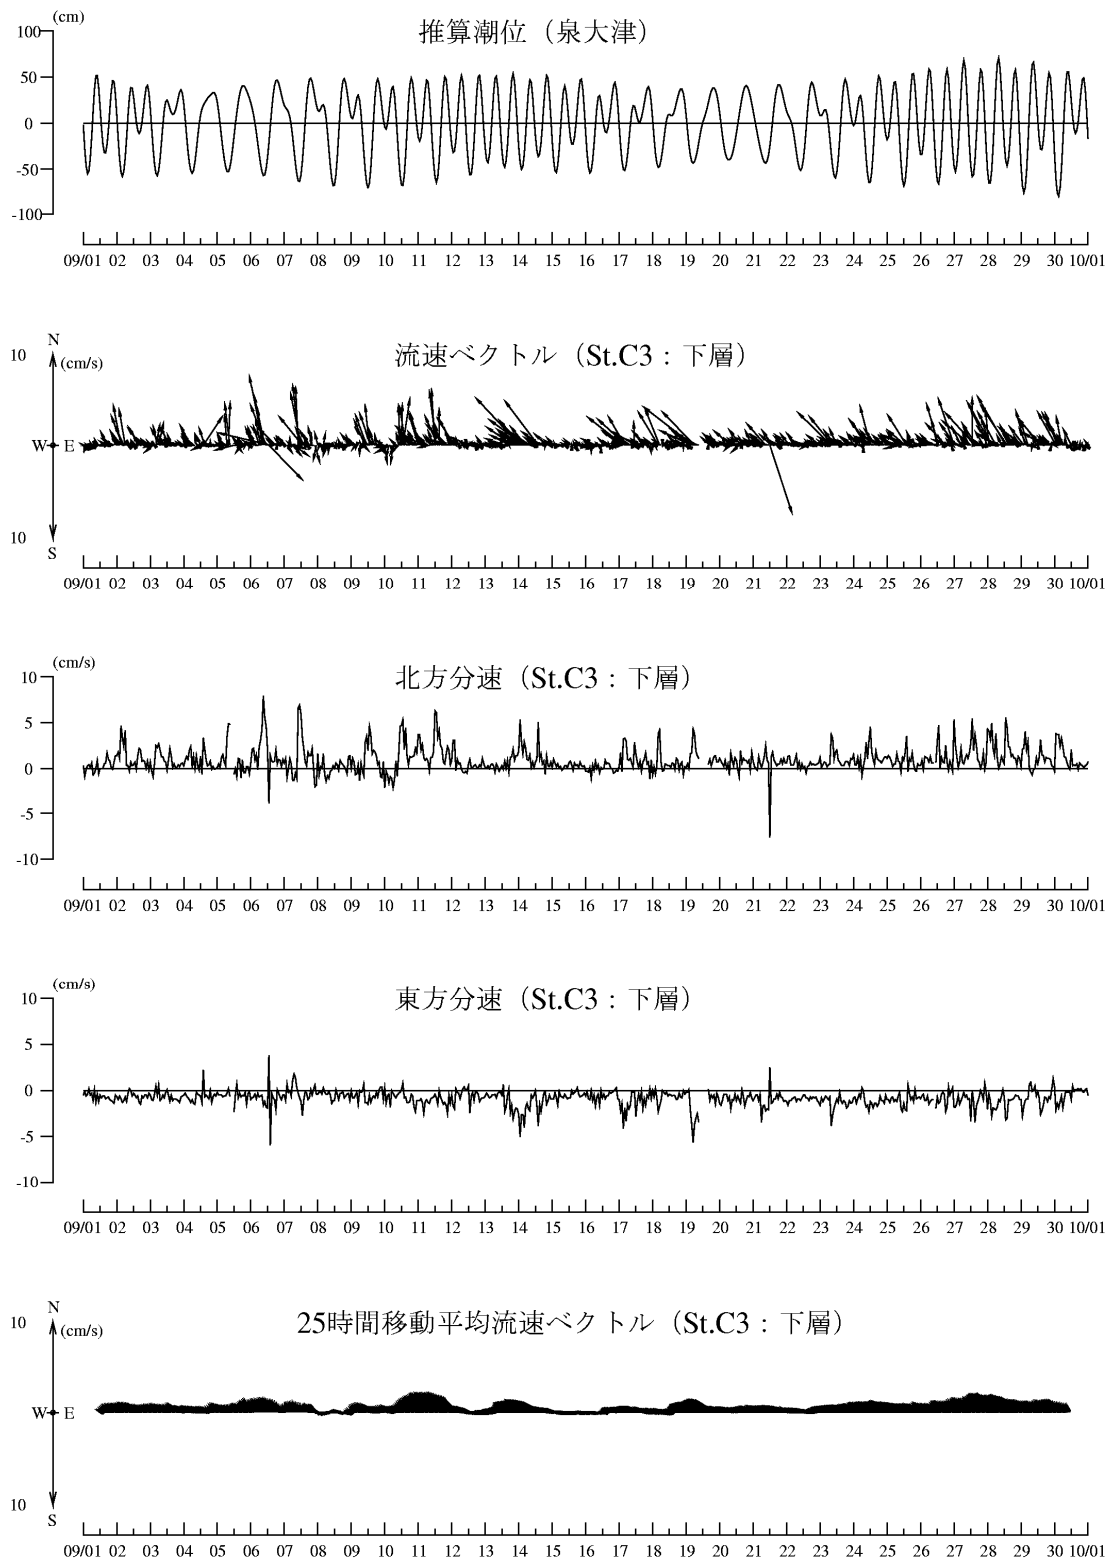 (cm)
推算潮位（泉大津）
100
50
0
-50
-100
09/01 02 03 04 05 06 07 08 09 10 11 12 13 14 15 16 17 18 19 20 21 22 23 24 25 26 27 28 29 30 10/01
N
10
(cm/s)
流速ベクトル（St.C3：下層）
W E
10
S
09/01 02 03 04 05 06 07 08 09 10 11 12 13 14 15 16 17 18 19 20 21 22 23 24 25 26 27 28 29 30 10/01
(cm/s)
北方分速（St.C3：下層）
10
5
0
-5
-10
09/01 02 03 04 05 06 07 08 09 10 11 12 13 14 15 16 17 18 19 20 21 22 23 24 25 26 27 28 29 30 10/01
(cm/s)
東方分速（St.C3：下層）
10
5
0
-5
-10
09/01 02 03 04 05 06 07 08 09 10 11 12 13 14 15 16 17 18 19 20 21 22 23 24 25 26 27 28 29 30 10/01
N
10
(cm/s)
25時間移動平均流速ベクトル（St.C3：下層）
W E
10
S
09/01 02 03 04 05 06 07 08 09 10 11 12 13 14 15 16 17 18 19 20 21 22 23 24 25 26 27 28 29 30 10/01